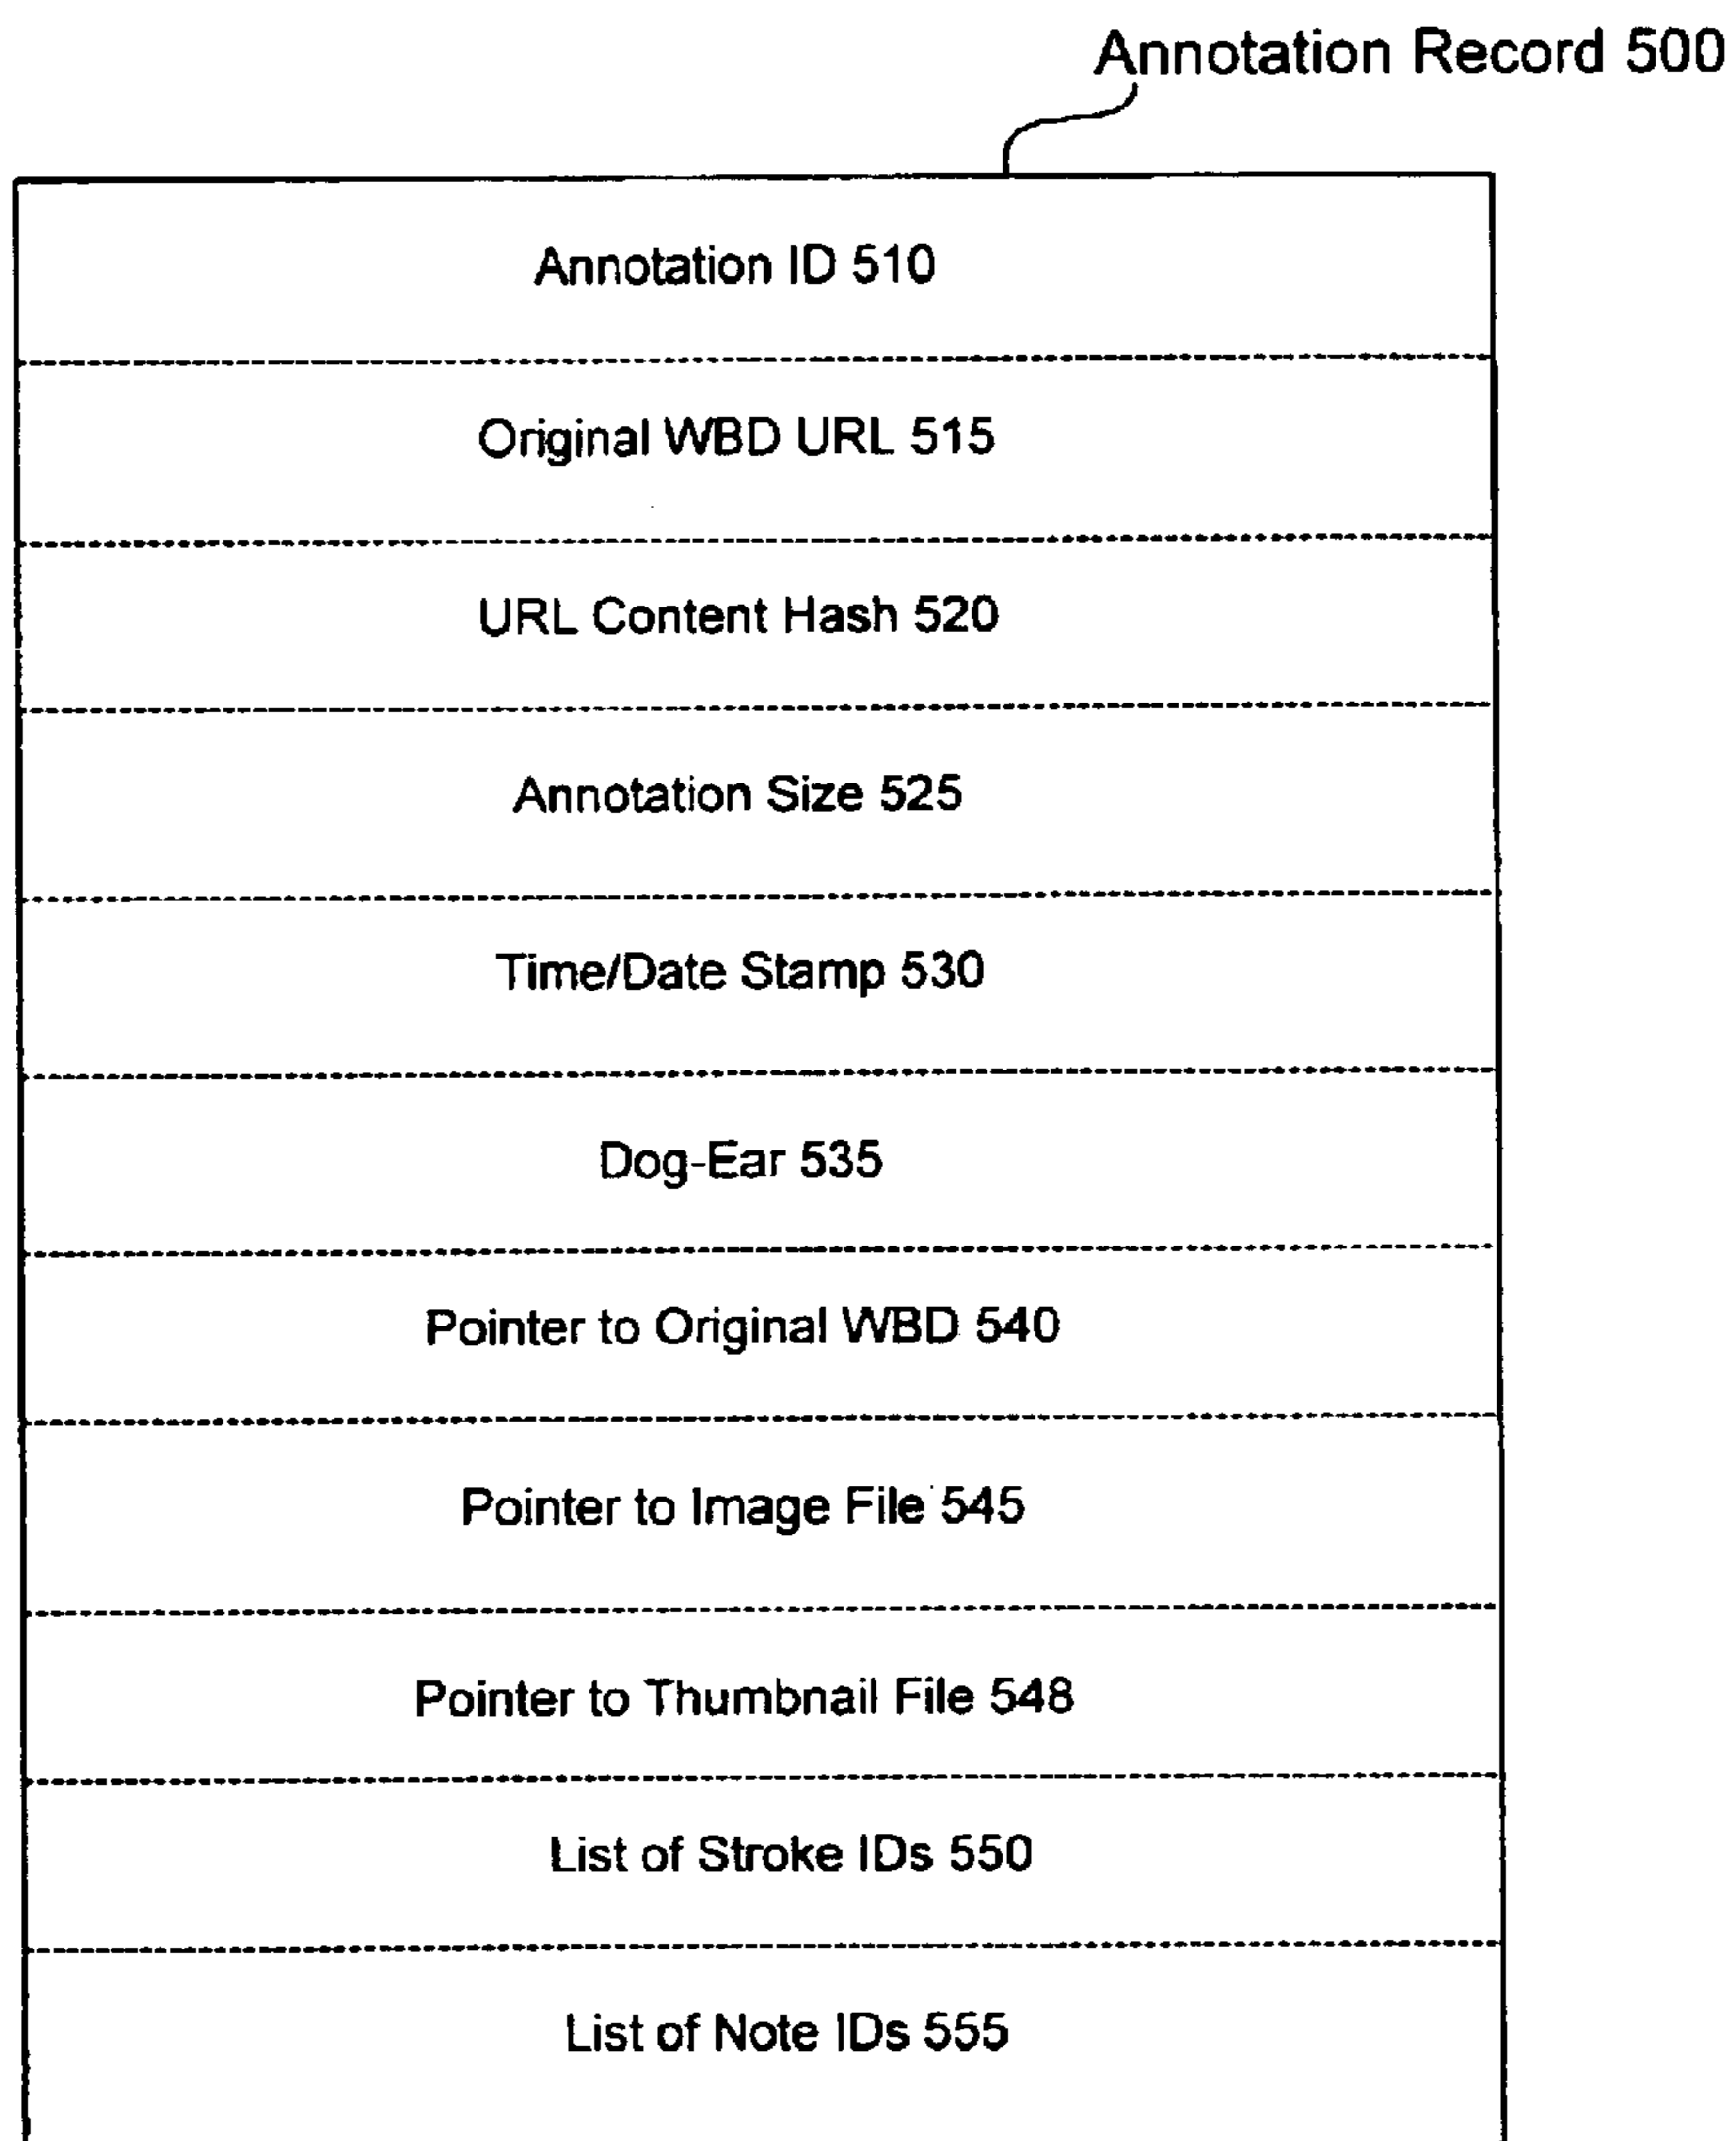 Annotation Record 500
Annotation ID 510
Original WBD URL 515
URL Content Hash 520
Annotation Size 525
Time/Date Stamp 530
Dog-Ear 535
Pointer to Original WBD 540
Pointer to Image File 545
Pointer to Thumbnail File 548
List of Stroke IDs 550
List of Note IDs 555